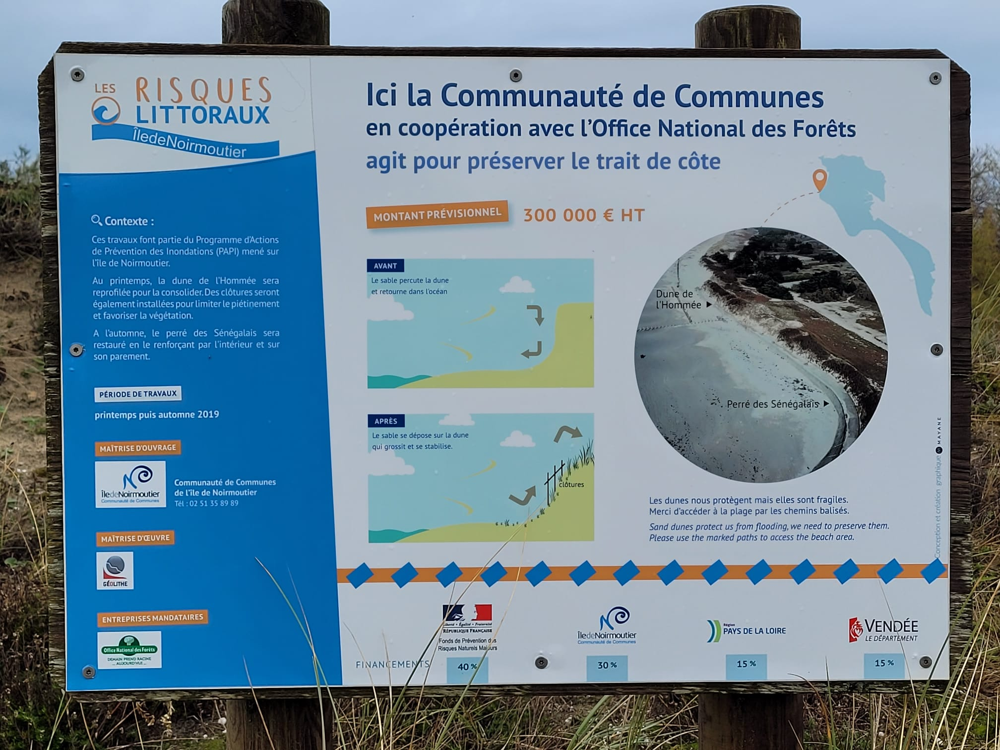 LES RISQUES
LITTORAUX
ÎledeNoirmoutier
Contexte :
Ces travaux font partie du Programme d'Actions
de Prévention des Inondations (PAPI) mené sur
l'île de Noirmoutier.
Au printemps, la dune de l'Hommée sera
reprofilée pour la consolider. Des clôtures seront
également installées pour limiter le piétinement
et favoriser la végétation.
A l'automne, le perré des Sénégalais sera
restauré en le renforçant par l'intérieur et sur
son parement.
PÉRIODE DE TRAVAUX
printemps puis automne 2019
MAÎTRISE D'OUVRAGE
ÎledeNoirmoutier
Communauté de Communes
Communauté de Communes
de l'île de Noirmoutier
Tél : 02 51 35 89 89
MAÎTRISE D'ŒUVRE
GÉOLITHE
ENTREPRISES MANDATAIRES
Office National des Forêts
DEMAIN PREND RACINE
... AUJOURD'HUI ...
Ici la Communauté de Communes
en coopération avec l'Office National des Forêts
agit pour préserver le trait de côte
MONTANT PRÉVISIONNEL 300 000 € HT
AVANT
Le sable percute la dune
et retourne dans l'océan
APRÈS
Le sable se dépose sur la dune
qui grossit et se stabilise.
clôtures
Dune de
l'Hommée
Perré des Sénégalais
Les dunes nous protègent mais elles sont fragiles.
Merci d'accéder à la plage par les chemins balisés.
Sand dunes protect us from flooding, we need to preserve them.
Please use the marked paths to access the beach area.
Conception et création graphique MAYANE
Liberté • Égalité • Fraternité
RÉPUBLIQUE FRANÇAISE
Fonds de Prévention des
Risques Naturels Majeurs
ÎledeNoirmoutier
Communauté de Communes
Région
PAYS DE LA LOIRE
VENDÉE
LE DÉPARTEMENT
FINANCEMENTS 40 % 30 % 15 % 15 %